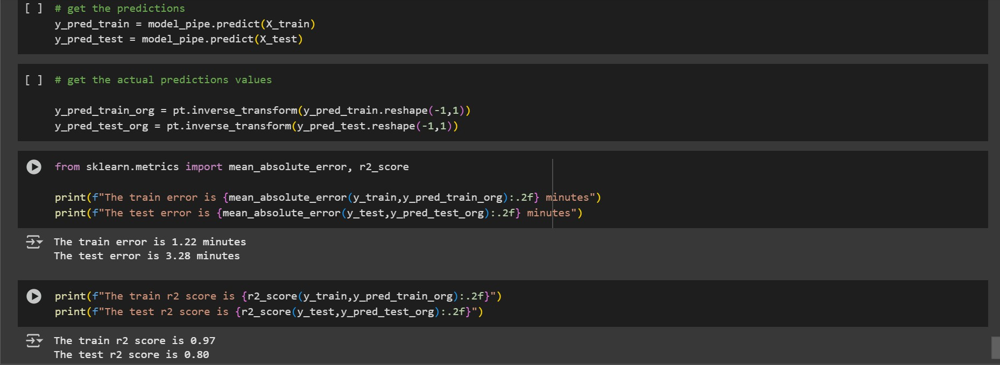 [ ] # get the predictions
y_pred_train = model_pipe.predict(X_train)
y_pred_test = model_pipe.predict(X_test)
[ ] # get the actual predictions values
y_pred_train_org = pt.inverse_transform(y_pred_train.reshape(-1,1))
y_pred_test_org = pt.inverse_transform(y_pred_test.reshape(-1,1))
from sklearn.metrics import mean_absolute_error, r2_score
print(f"The train error is {mean_absolute_error(y_train,y_pred_train_org):.2f} minutes")
print(f"The test error is {mean_absolute_error(y_test,y_pred_test_org):.2f} minutes")
The train error is 1.22 minutes
The test error is 3.28 minutes
print(f"The train r2 score is {r2_score(y_train,y_pred_train_org):.2f}")
print(f"The test r2 score is {r2_score(y_test,y_pred_test_org):.2f}")
The train r2 score is 0.97
The test r2 score is 0.80